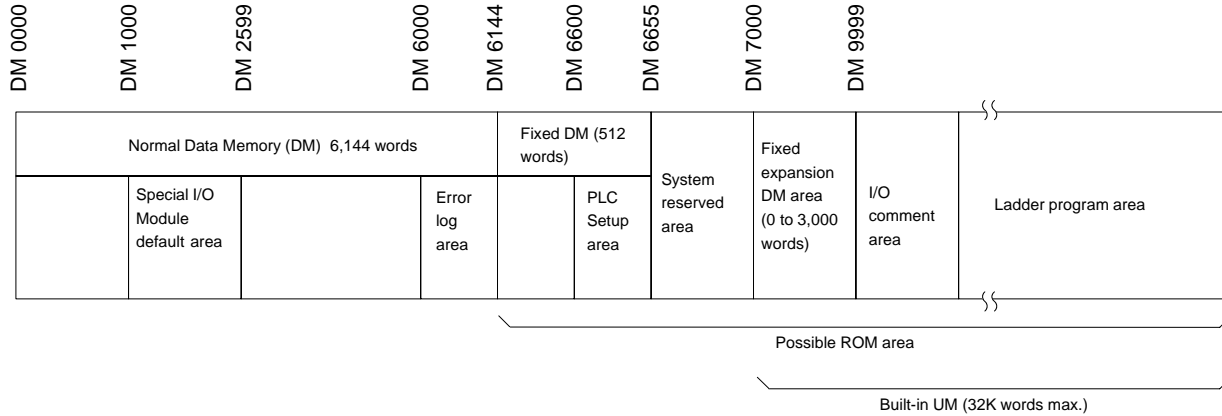 DM 0000
DM 1000
DM 2599
DM 6000
DM 6144
DM 6600
DM 6655
DM 7000
DM 9999
Normal Data Memory (DM) 6,144 words
Fixed DM (512
words)
Special I/O
Module
default area
Error
log
area
PLC
Setup
area
System
reserved
area
Fixed
expansion
DM area
(0 to 3,000
words)
I/O
comment
area
Ladder program area
Possible ROM area
Built-in UM (32K words max.)